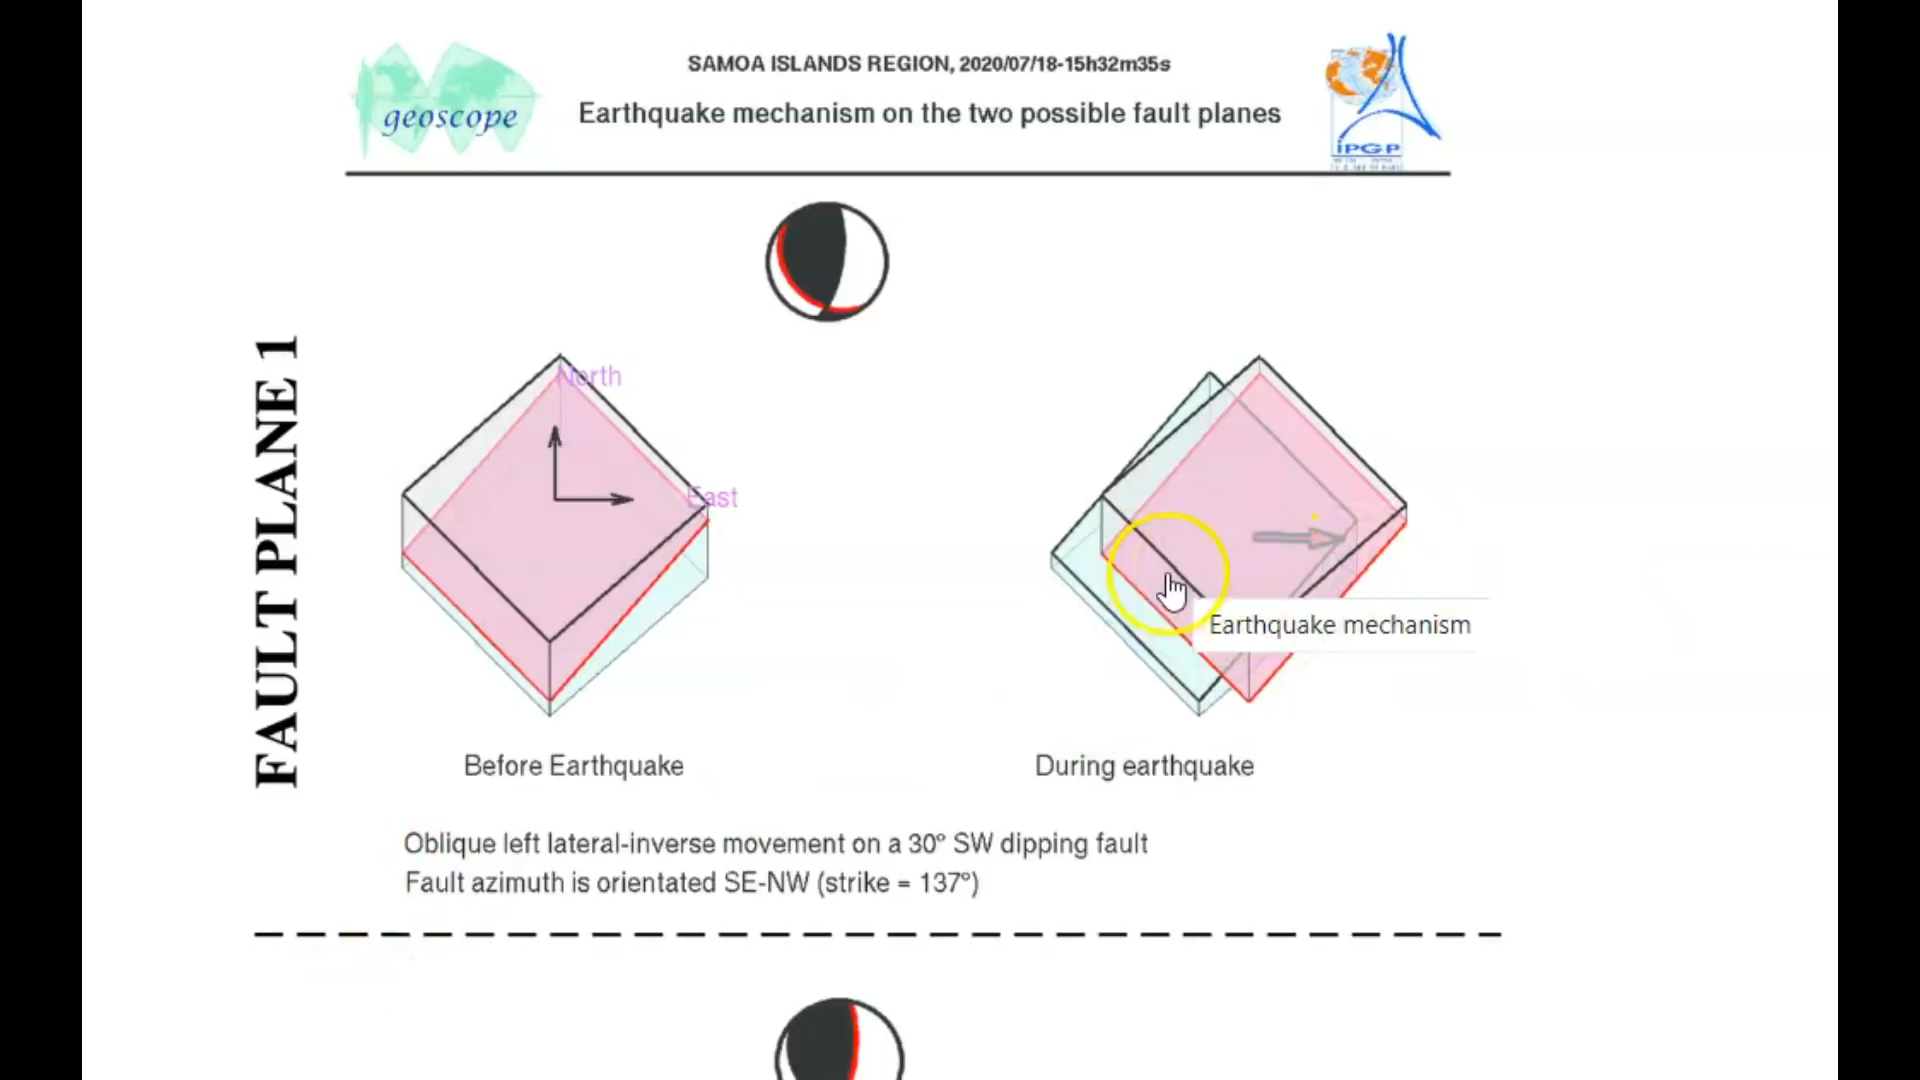 SAMOA ISLANDS REGION, 2020/07/18-15h32m35s
geoscope
Earthquake mechanism on the two possible fault planes
iPGP
FAULT PLANE 1
North
East
Earthquake mechanism
Before Earthquake
During earthquake
Oblique left lateral-inverse movement on a 30° SW dipping fault
Fault azimuth is orientated SE-NW (strike = 137°)